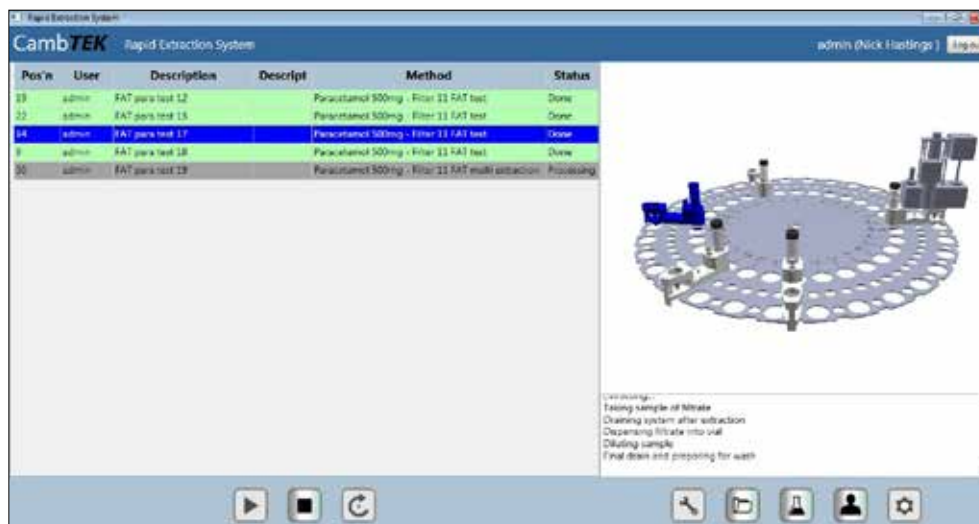 Rapid Extraction System
CambTEK Rapid Extraction System admin (Nick Hastings ) Log out
Pos'n User Description Descript Method Status
19 admin FAT para test 12 Paracetamol 500mg - Filter 11 FAT test Done
22 admin FAT para test 15 Paracetamol 500mg - Filter 11 FAT test Done
14 admin FAT para test 17 Paracetamol 500mg - Filter 11 FAT test Done
admin FAT para test 18 Paracetamol 500mg - Filter 11 FAT test Done
admin FAT para test 19 Paracetamol 500mg - Filter 11 FAT multi extraction Processing
Taking sample of filtrate
Draining system after extraction
Dispensing filtrate into vial
Diluting sample
Final drain and preparing for wash